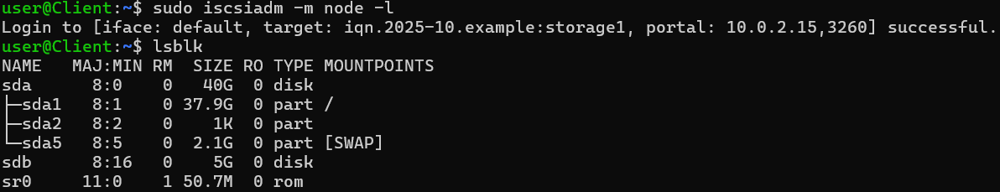 user@Client:~$ sudo iscsiadm -m node -l
Login to [iface: default, target: iqn.2025-10.example:storage1, portal: 10.0.2.15,3260] successful.
user@Client:~$ lsblk
NAME   MAJ:MIN RM  SIZE RO TYPE MOUNTPOINTS
sda      8:0    0   40G  0 disk
├─sda1   8:1    0 37.9G  0 part /
├─sda2   8:2    0    1K  0 part
└─sda5   8:5    0  2.1G  0 part [SWAP]
sdb      8:16   0    5G  0 disk
sr0     11:0    1 50.7M  0 rom